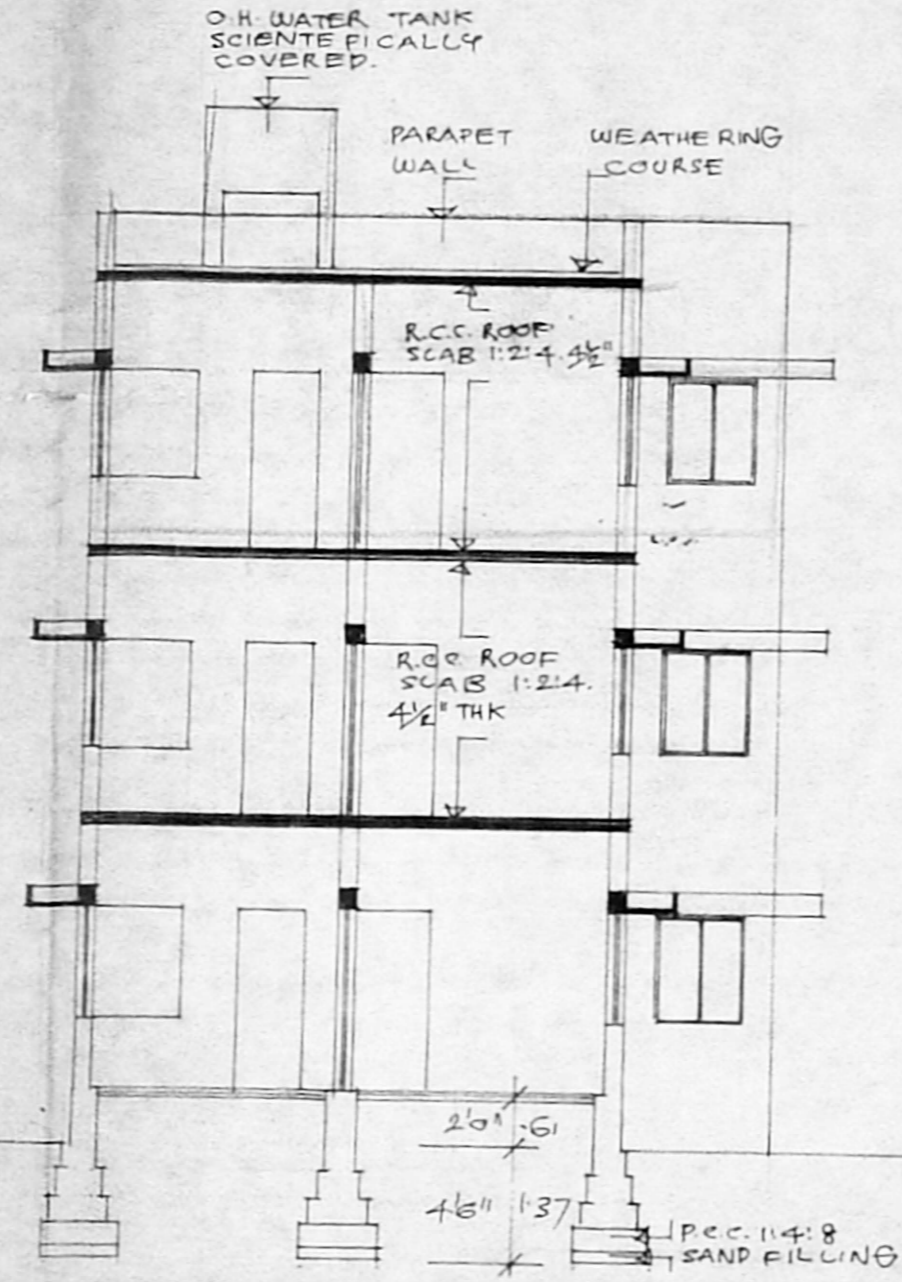 O.H. WATER TANK
SCIENTEFICALLY
COVERED.
PARAPET
WALL
WEATHERING
COURSE
R.C.C. ROOF
SCAB 1:2:4. 4½"
R.C.C. ROOF
SCAB 1:2:4.
4½" THK
2'0" .61
4'6" 1.37
P.C.C. 1:4:8
SAND FILLING